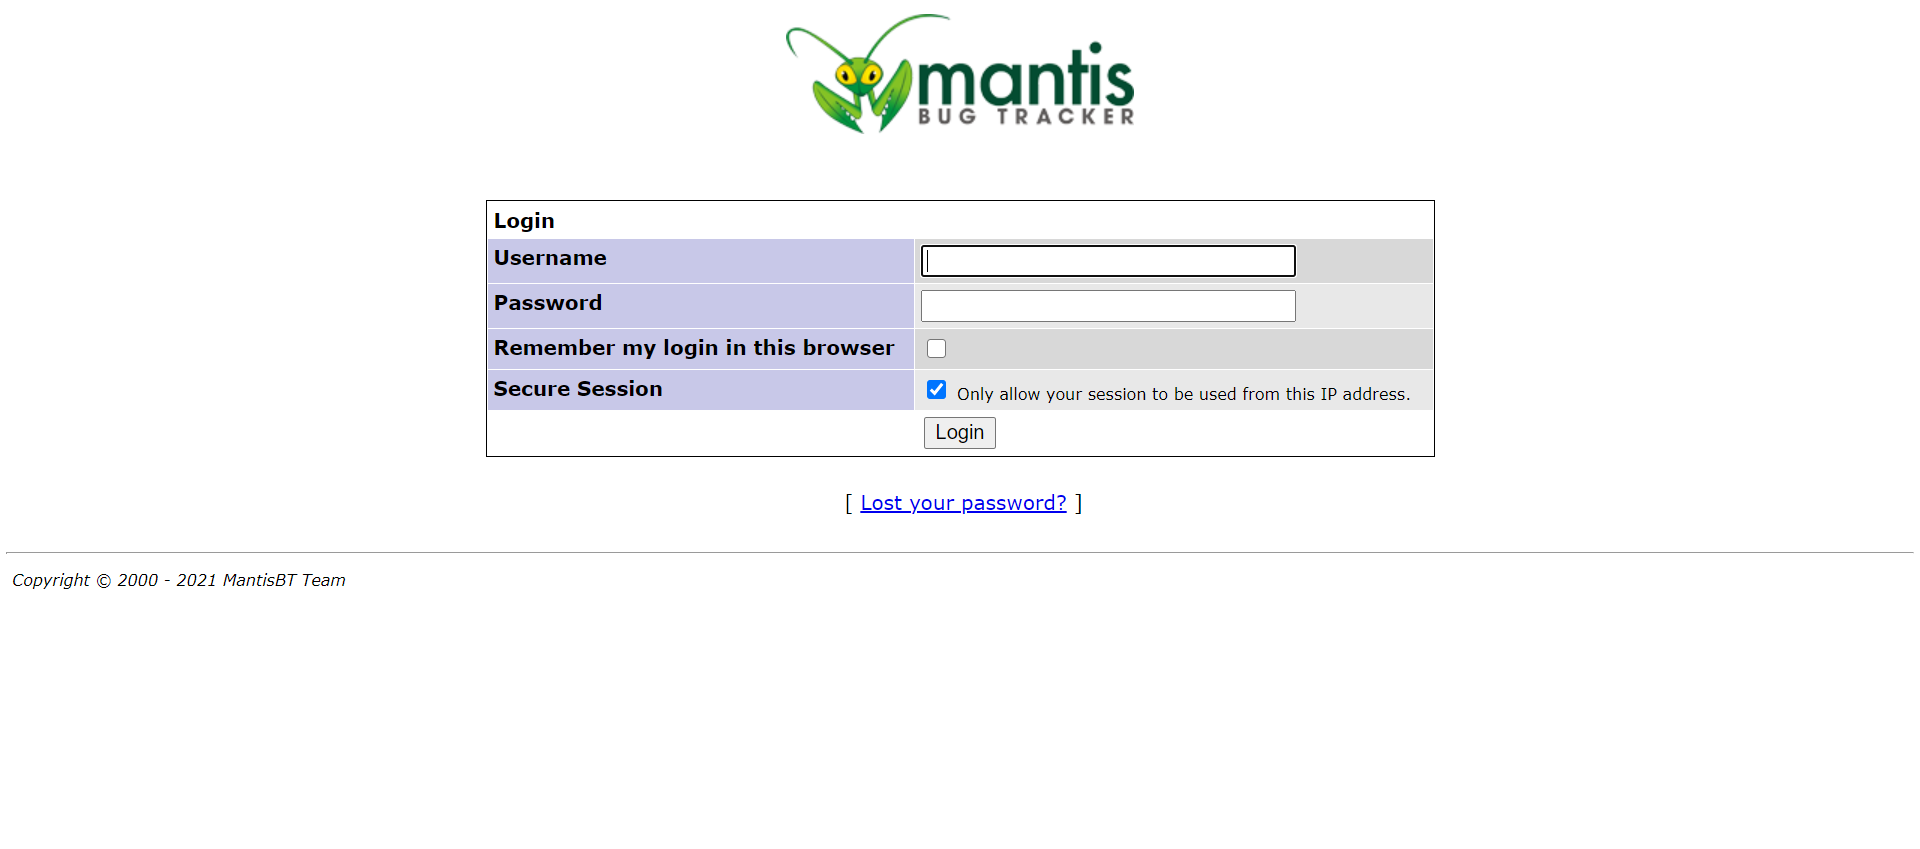 mantis
BUG TRACKER
Login
Username
Password
Remember my login in this browser
Secure Session Only allow your session to be used from this IP address.
Login
[ Lost your password? ]
Copyright © 2000 - 2021 MantisBT Team